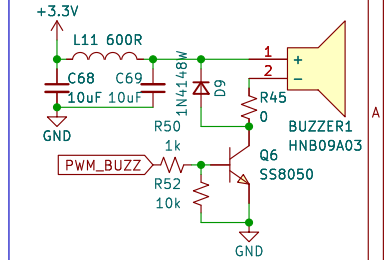 +3.3V
L11 600R
C68
10uF
C69
10uF
GND
1N4148W
D9
1
2
+
−
R45
0
BUZZER1
HNB09A03
A
R50
1k
PWM_BUZZ
R52
10k
Q6
SS8050
GND